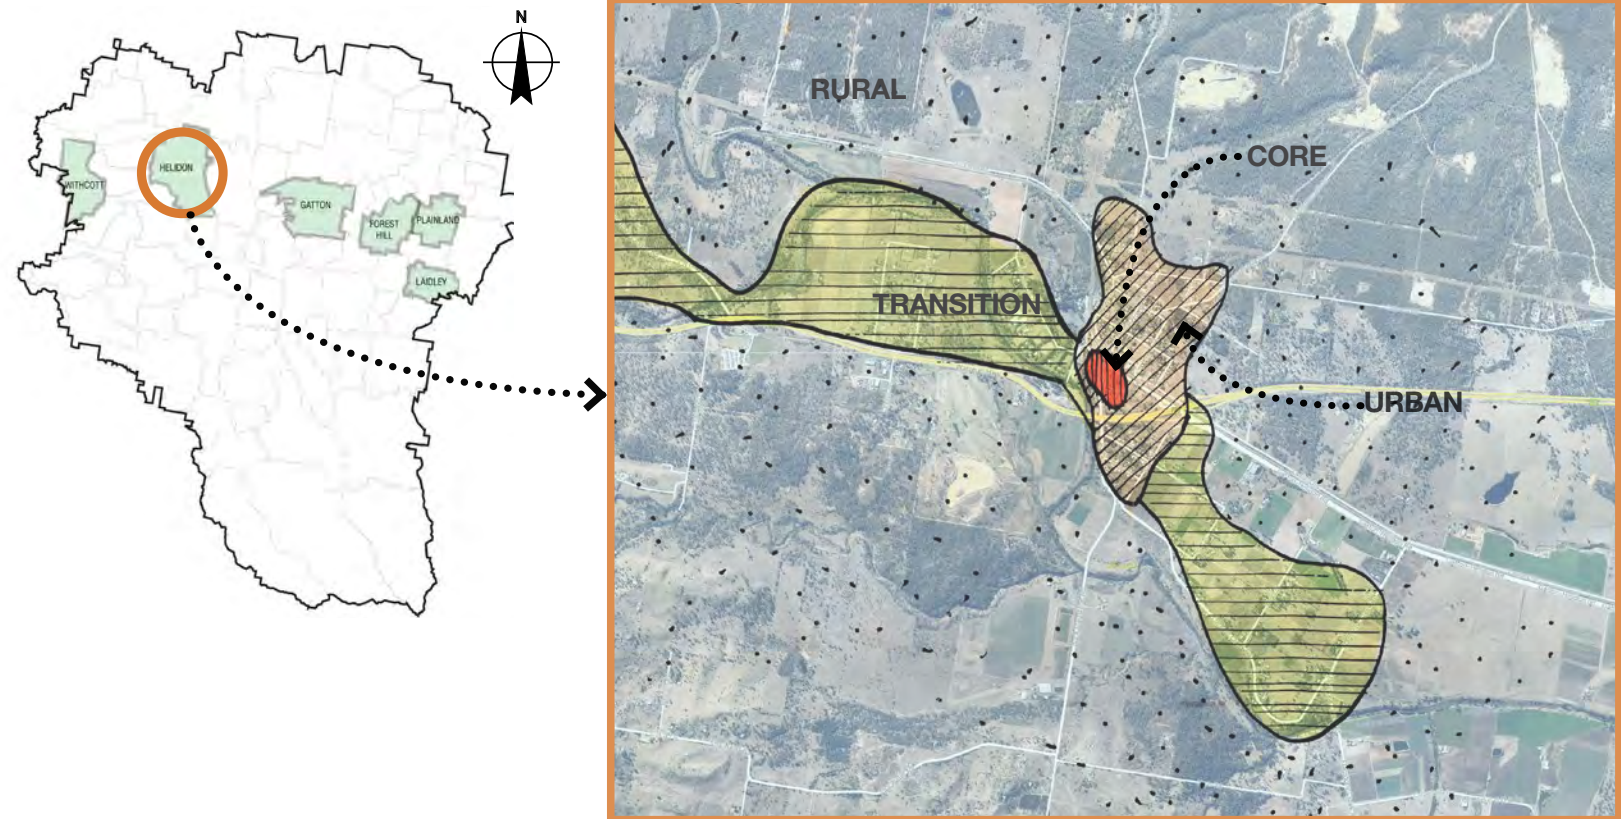 N
WITHCOTT
HELIDON
GATTON
FOREST
HILL
PLAINLAND
LAIDLEY
RURAL
CORE
TRANSITION
URBAN